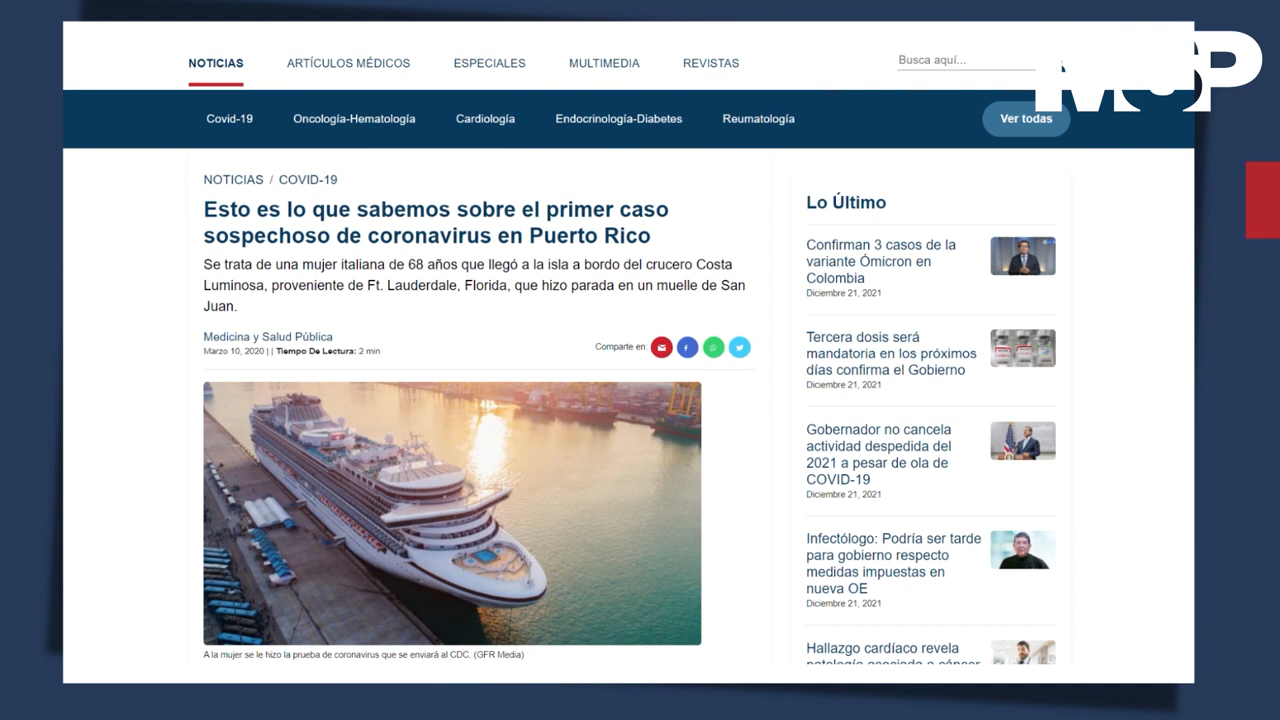 NOTICIAS ARTÍCULOS MÉDICOS ESPECIALES MULTIMEDIA REVISTAS Busca aquí...
MSP
Covid-19 Oncología-Hematología Cardiología Endocrinología-Diabetes Reumatología Ver todas
NOTICIAS / COVID-19
Esto es lo que sabemos sobre el primer caso
sospechoso de coronavirus en Puerto Rico
Se trata de una mujer italiana de 68 años que llegó a la isla a bordo del crucero Costa
Luminosa, proveniente de Ft. Lauderdale, Florida, que hizo parada en un muelle de San
Juan.
Medicina y Salud Pública
Marzo 10, 2020 | | Tiempo De Lectura: 2 min
Comparte en:
A la mujer se le hizo la prueba de coronavirus que se enviará al CDC. (GFR Media)
Lo Último
Confirman 3 casos de la
variante Ómicron en
Colombia
Diciembre 21, 2021
Tercera dosis será
mandatoria en los próximos
días confirma el Gobierno
Diciembre 21, 2021
Gobernador no cancela
actividad despedida del
2021 a pesar de ola de
COVID-19
Diciembre 21, 2021
Infectólogo: Podría ser tarde
para gobierno respecto
medidas impuestas en
nueva OE
Diciembre 21, 2021
Hallazgo cardíaco revela
patología asociada a cáncer